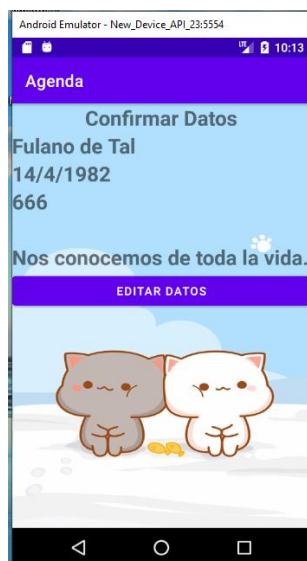 Android Emulator - New_Device_API_23:5554
LTE 10:13
Agenda
Confirmar Datos
Fulano de Tal
14/4/1982
666
Nos conocemos de toda la vida.
EDITAR DATOS